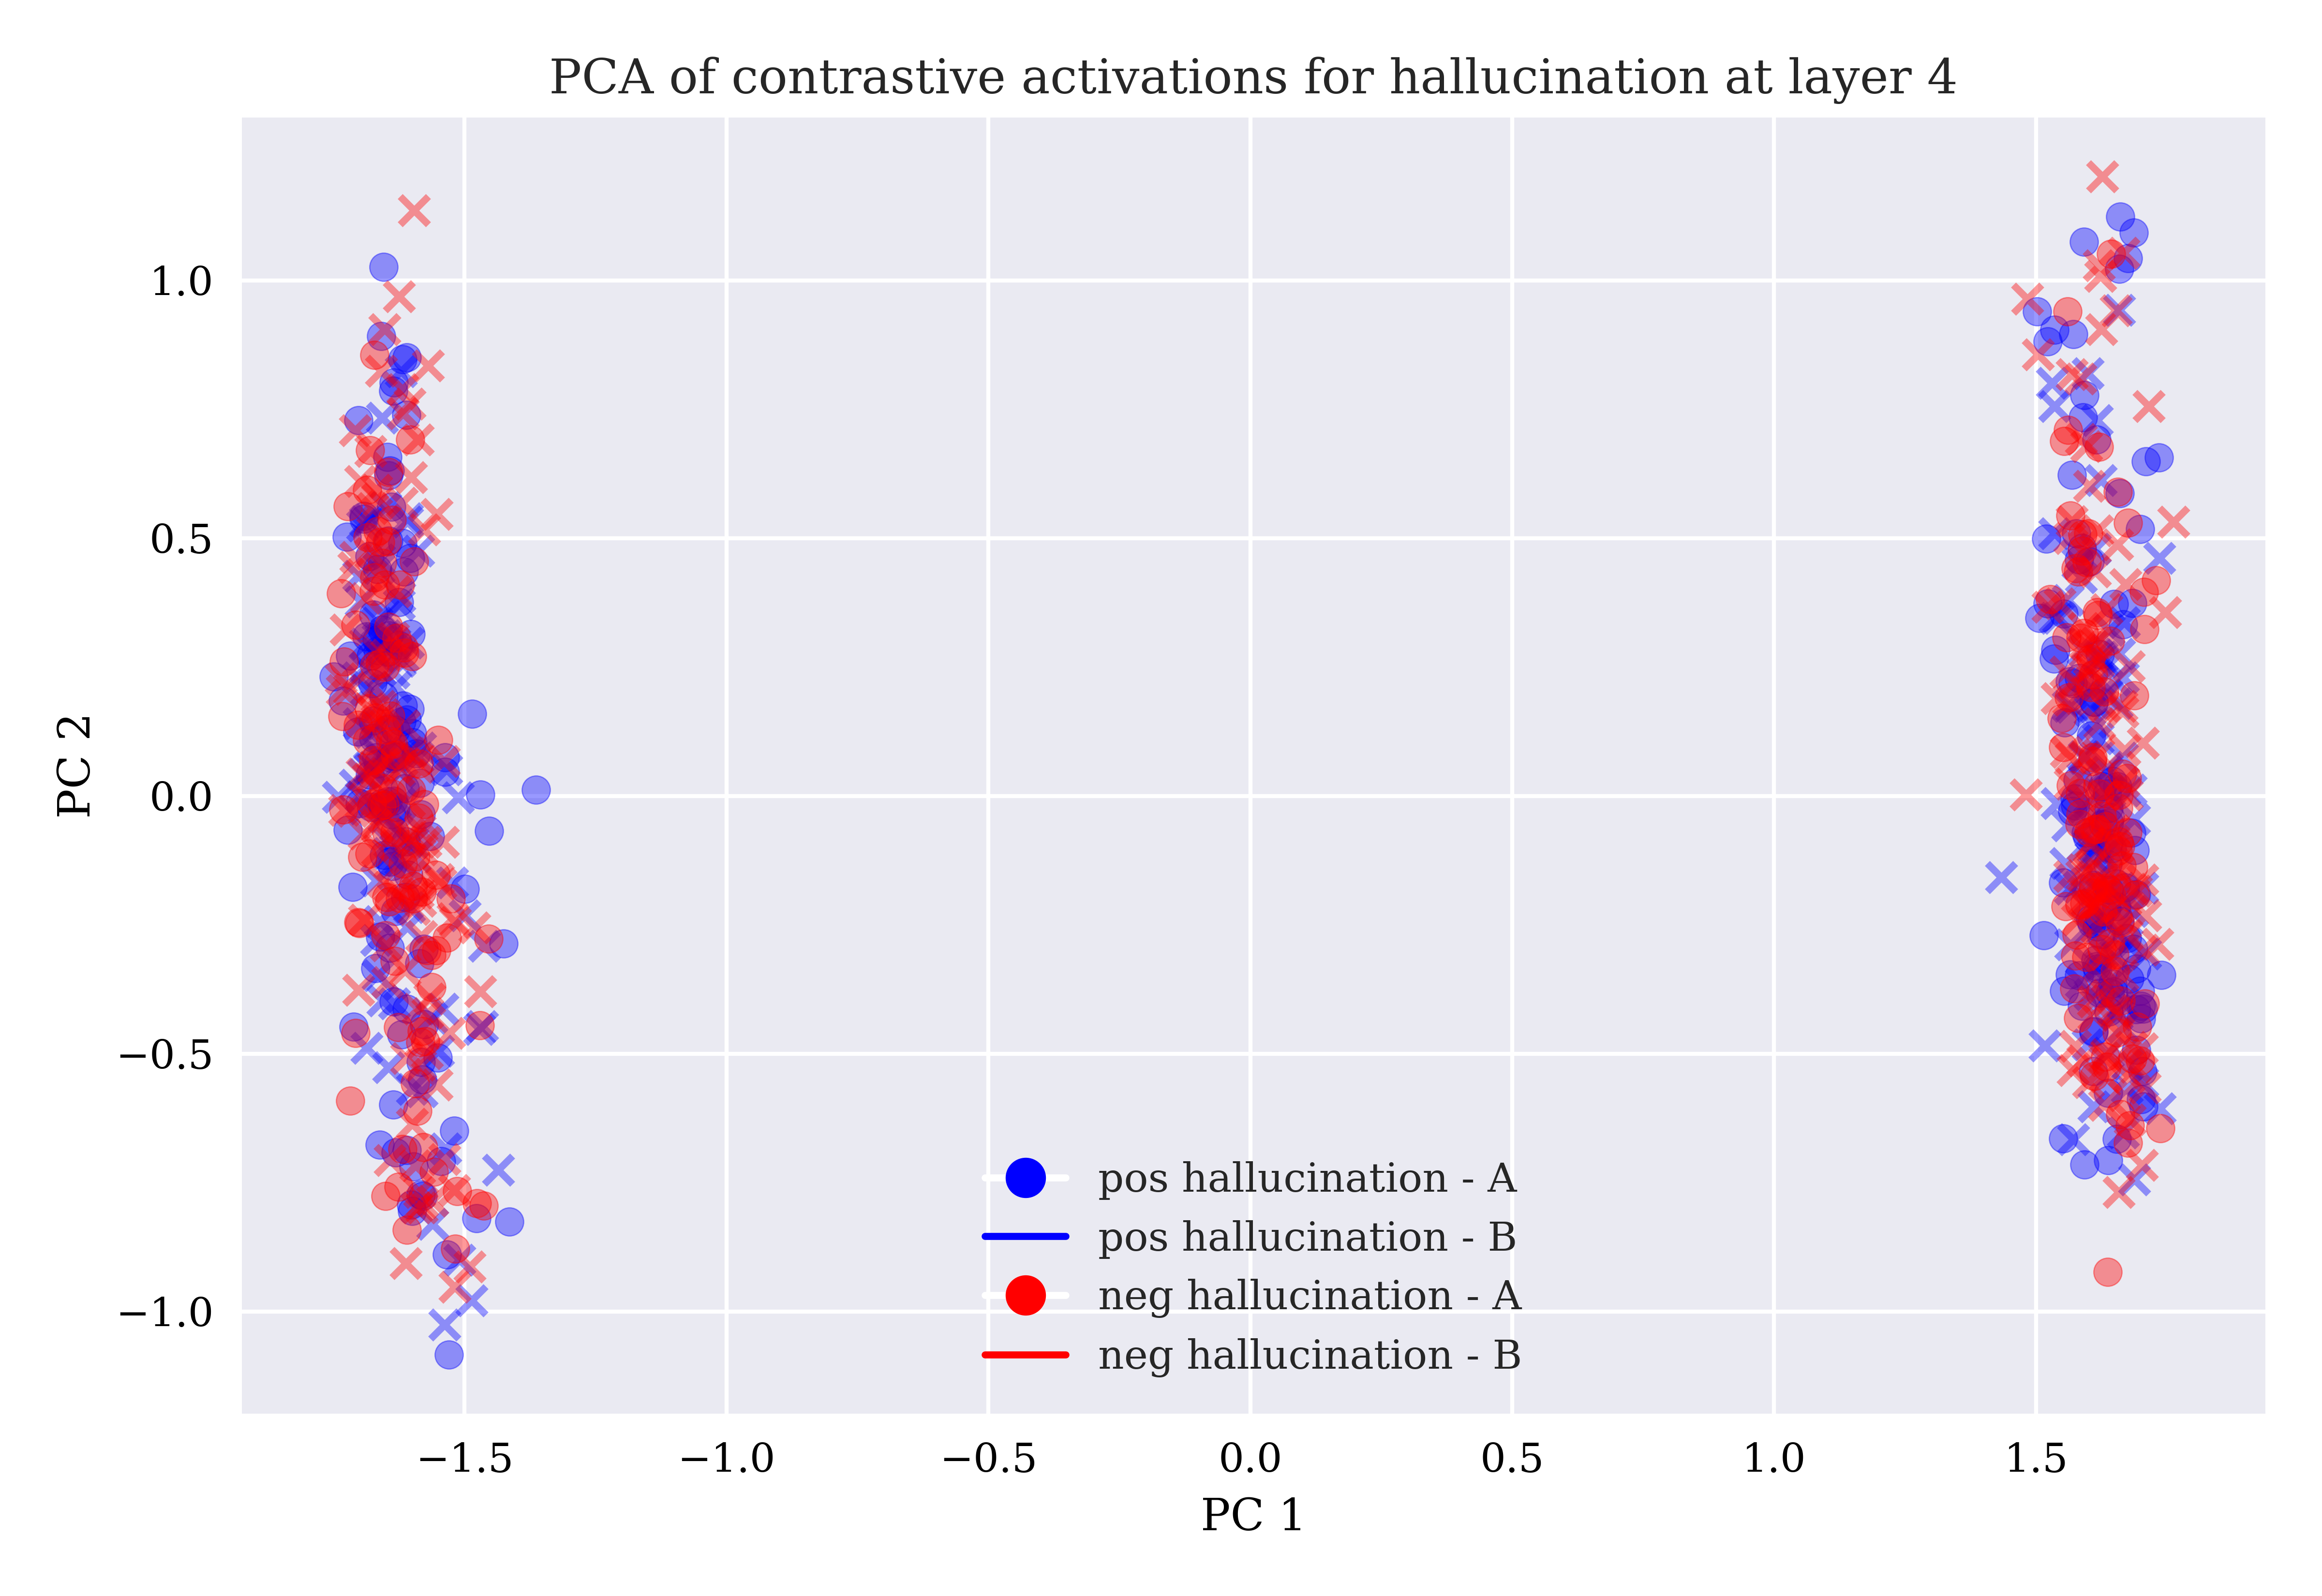 PCA of contrastive activations for hallucination at layer 4
1.0
0.5
0.0
−0.5
−1.0
PC 2
pos hallucination - A
pos hallucination - B
neg hallucination - A
neg hallucination - B
−1.5 −1.0 −0.5 0.0 0.5 1.0 1.5
PC 1